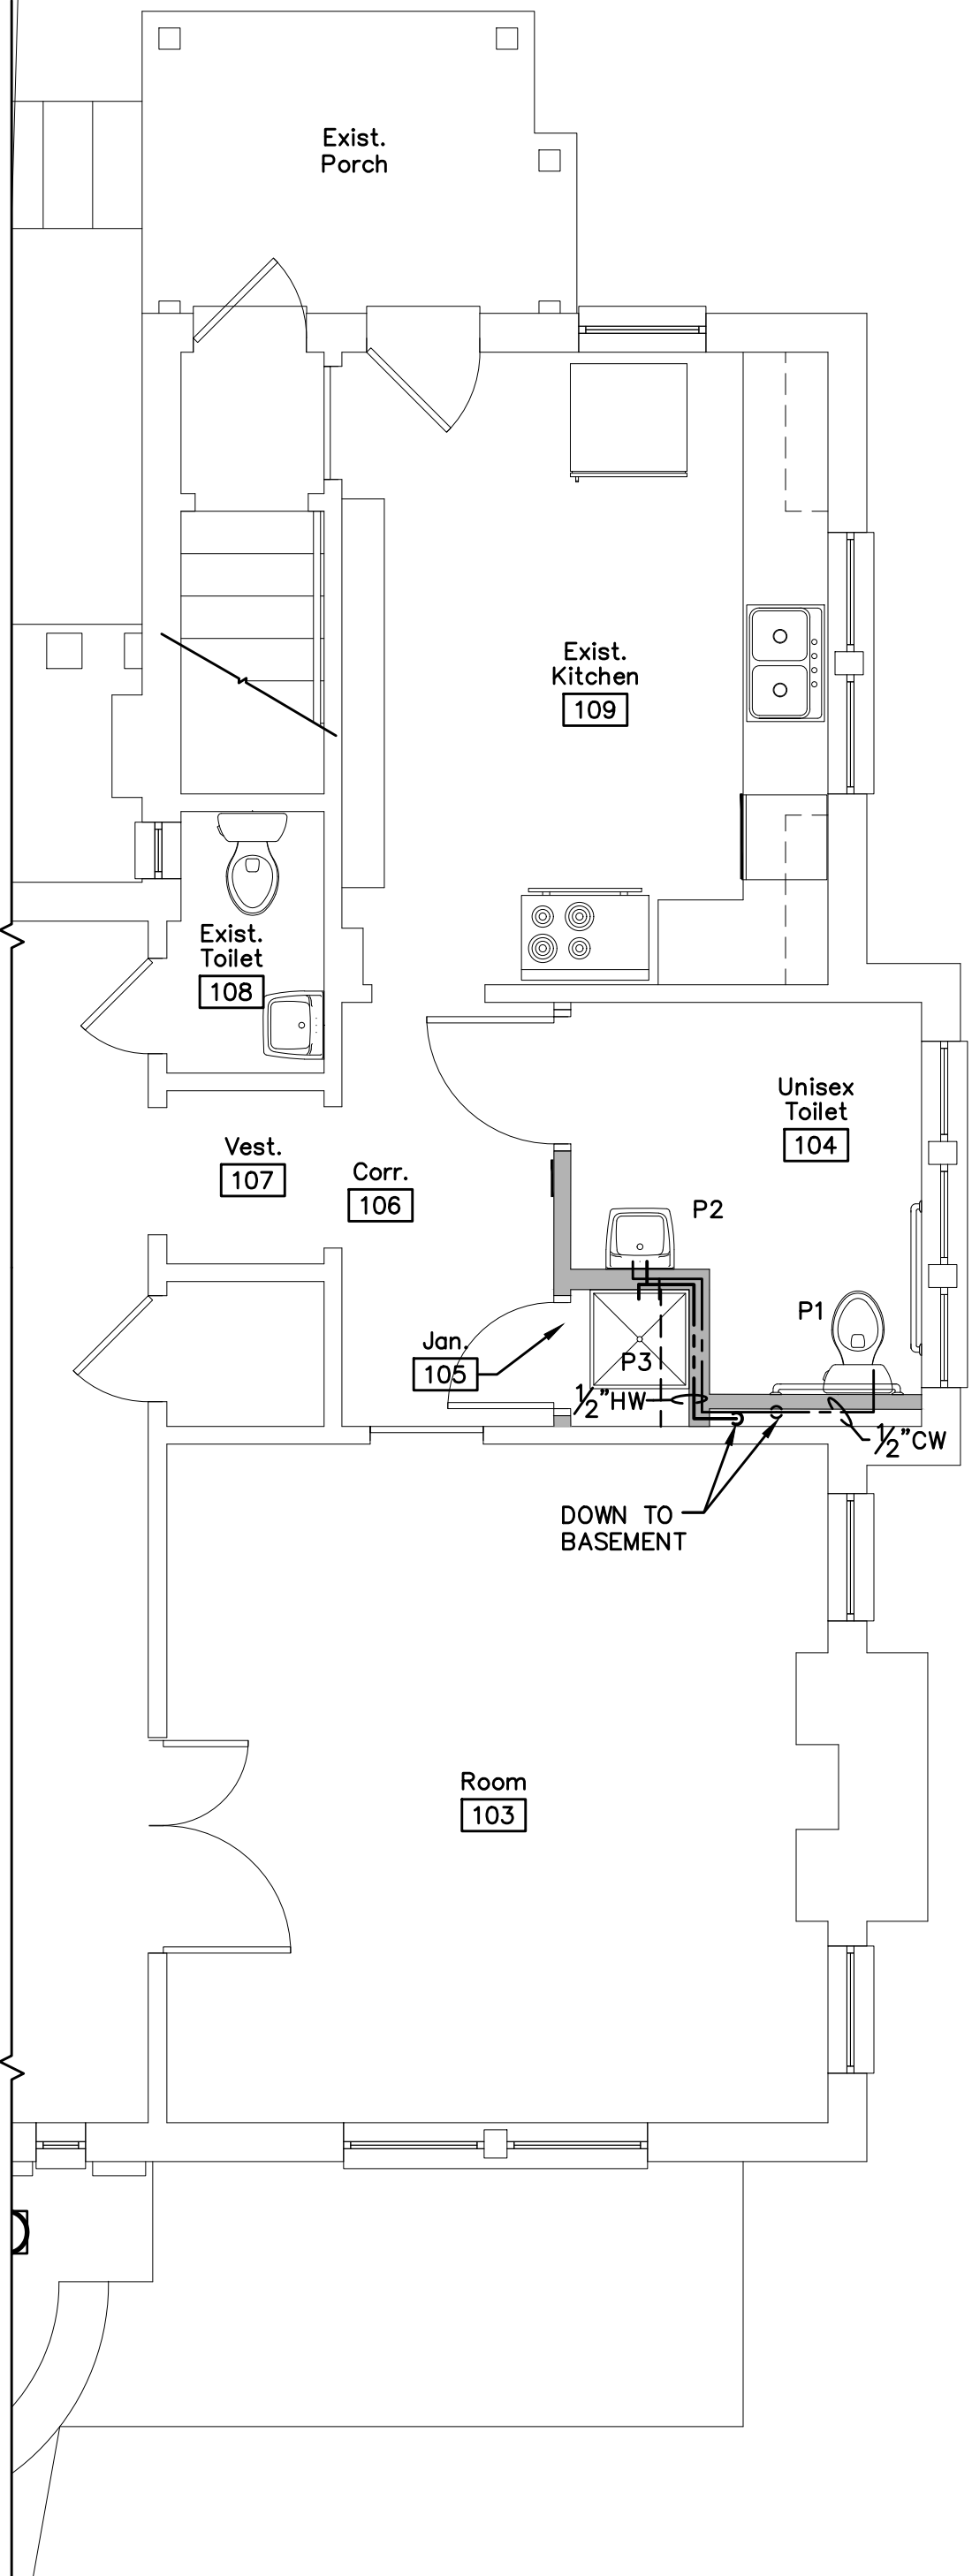 Exist.
Porch
Exist.
Kitchen
109
Exist.
Toilet
108
Unisex
Toilet
104
Vest.
107
Corr.
106
P2
P1
Jan.
105
P3
½"HW
½"CW
DOWN TO
BASEMENT
Room
103